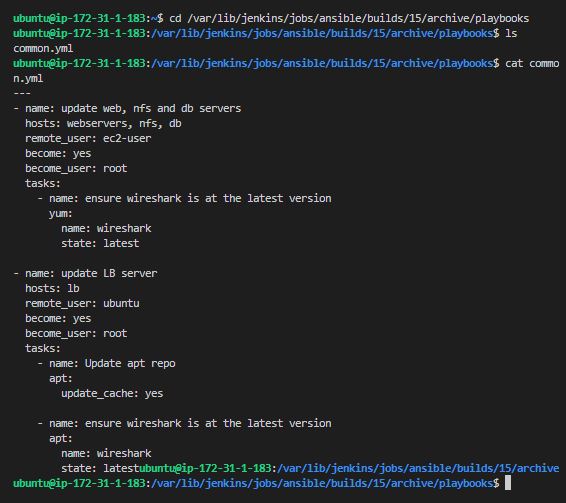 ubuntu@ip-172-31-1-183:~$ cd /var/lib/jenkins/jobs/ansible/builds/15/archive/playbooks
ubuntu@ip-172-31-1-183:/var/lib/jenkins/jobs/ansible/builds/15/archive/playbooks$ ls
common.yml
ubuntu@ip-172-31-1-183:/var/lib/jenkins/jobs/ansible/builds/15/archive/playbooks$ cat commo
n.yml
---
- name: update web, nfs and db servers
  hosts: webservers, nfs, db
  remote_user: ec2-user
  become: yes
  become_user: root
  tasks:
    - name: ensure wireshark is at the latest version
      yum:
        name: wireshark
        state: latest

- name: update LB server
  hosts: lb
  remote_user: ubuntu
  become: yes
  become_user: root
  tasks:
    - name: Update apt repo
      apt:
        update_cache: yes

    - name: ensure wireshark is at the latest version
      apt:
        name: wireshark
        state: latestubuntu@ip-172-31-1-183:/var/lib/jenkins/jobs/ansible/builds/15/archive
ubuntu@ip-172-31-1-183:/var/lib/jenkins/jobs/ansible/builds/15/archive/playbooks$